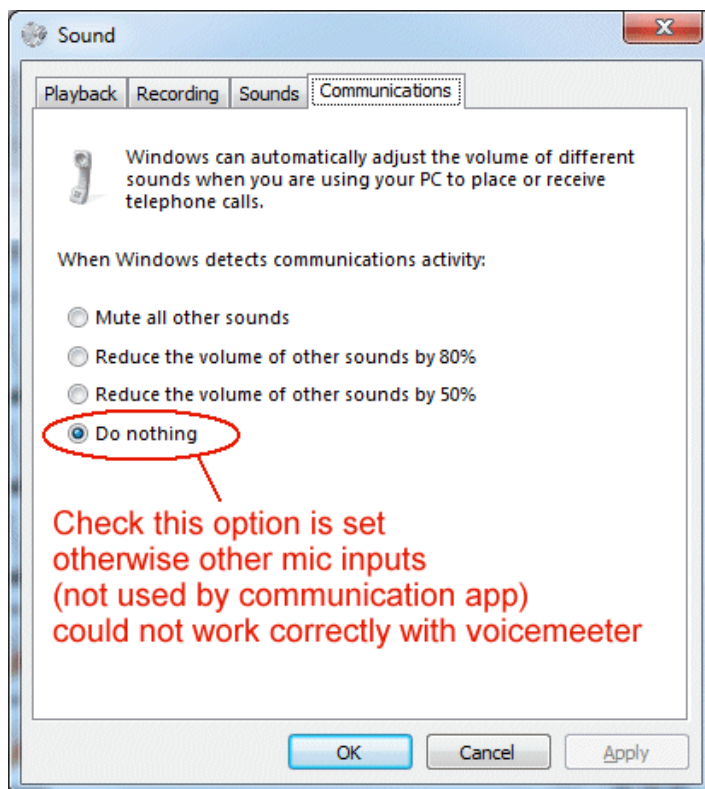 Sound
Playback Recording Sounds Communications
Windows can automatically adjust the volume of different
sounds when you are using your PC to place or receive
telephone calls.
When Windows detects communications activity:
Mute all other sounds
Reduce the volume of other sounds by 80%
Reduce the volume of other sounds by 50%
Do nothing
Check this option is set
otherwise other mic inputs
(not used by communication app)
could not work correctly with voicemeeter
OK Cancel Apply